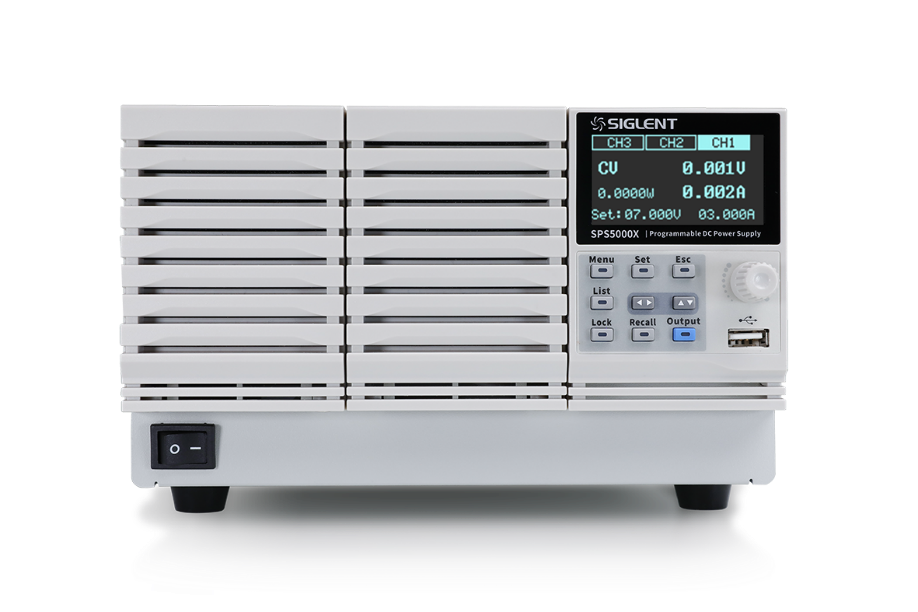 SIGLENT
CH3 CH2 CH1
CV 0.001V
0.0000W 0.002A
Set:07.000V 03.000A
SPS5000X | Programmable DC Power Supply
Menu Set Esc
List
Lock Recall Output
O —